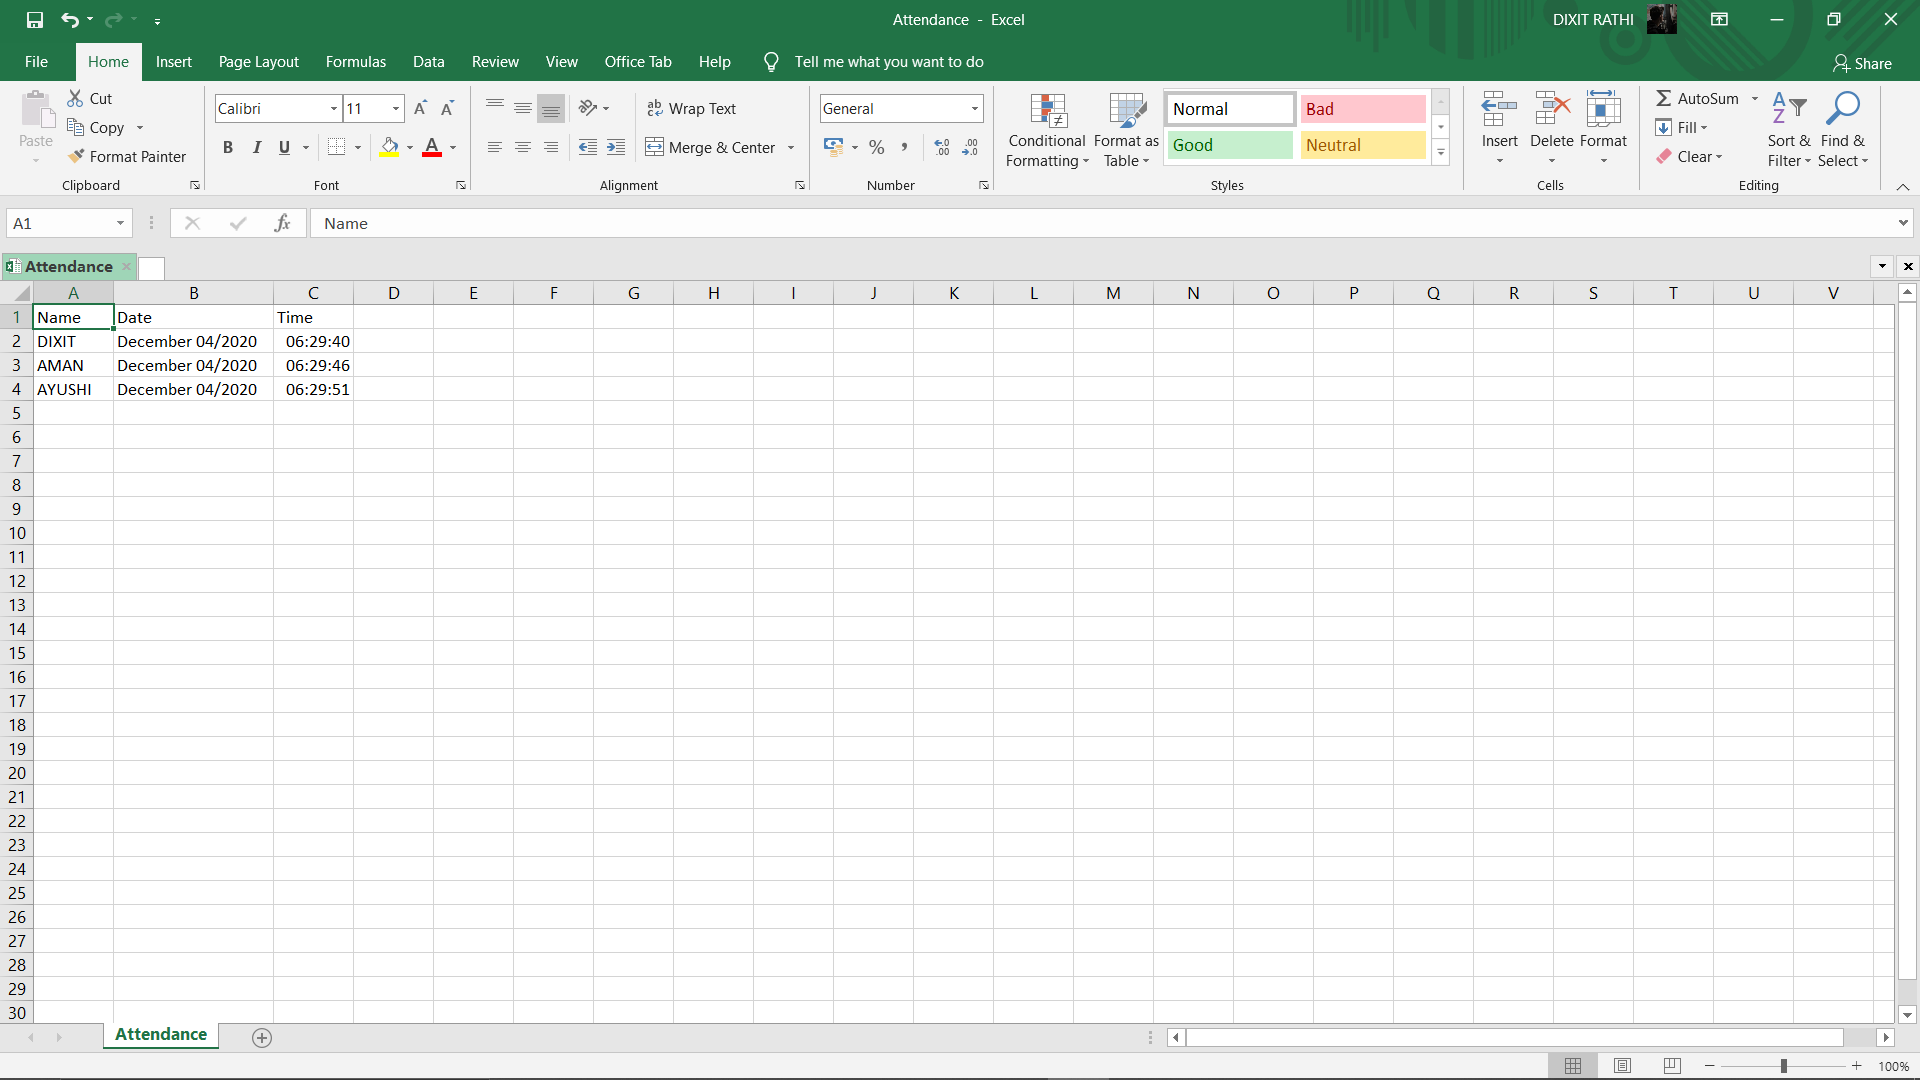 Attendance - Excel
DIXIT RATHI
File Home Insert Page Layout Formulas Data Review View Office Tab Help Tell me what you want to do Share
Paste
Cut
Copy
Format Painter
Clipboard
Calibri 11
B I U
Font
Wrap Text
Merge & Center
Alignment
General
Number
Conditional Formatting
Format as Table
Normal Bad
Good Neutral
Styles
Insert Delete Format
Cells
AutoSum
Fill
Clear
Sort & Filter
Find & Select
Editing
A1 fx Name
Attendance
A B C D E F G H I J K L M N O P Q R S T U V
1 Name Date Time
2 DIXIT December 04/2020 06:29:40
3 AMAN December 04/2020 06:29:46
4 AYUSHI December 04/2020 06:29:51
5
6
7
8
9
10
11
12
13
14
15
16
17
18
19
20
21
22
23
24
25
26
27
28
29
30
Attendance
100%